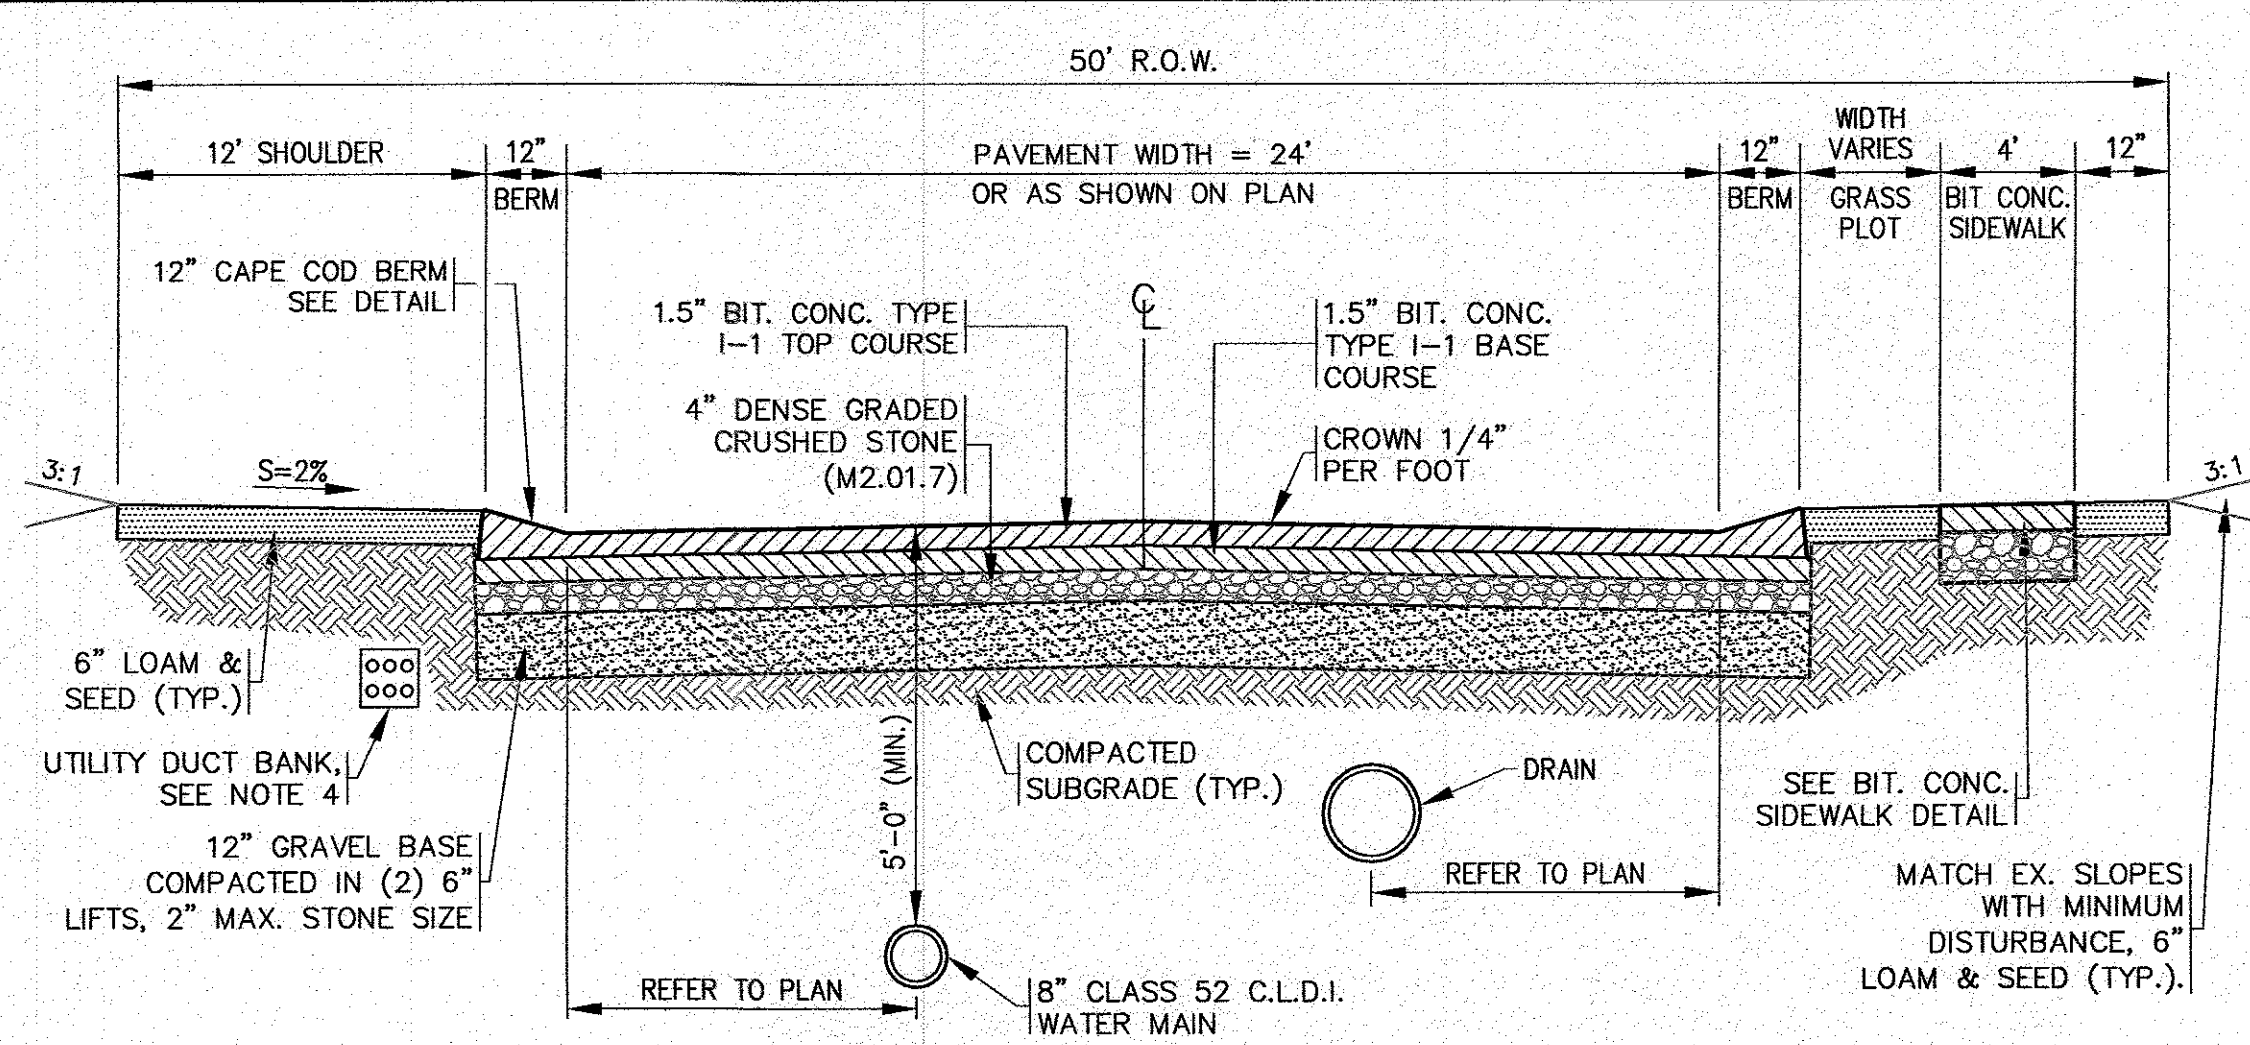 50' R.O.W.
12' SHOULDER
12"
BERM
PAVEMENT WIDTH = 24'
OR AS SHOWN ON PLAN
12"
BERM
WIDTH
VARIES
GRASS
PLOT
4'
BIT CONC.
SIDEWALK
12"
12" CAPE COD BERM
SEE DETAIL
1.5" BIT. CONC. TYPE
I-1 TOP COURSE
℄
1.5" BIT. CONC.
TYPE I-1 BASE
COURSE
4" DENSE GRADED
CRUSHED STONE
(M2.01.7)
CROWN 1/4"
PER FOOT
3:1
S=2%
3:1
6" LOAM &
SEED (TYP.)
UTILITY DUCT BANK,
SEE NOTE 4
12" GRAVEL BASE
COMPACTED IN (2) 6"
LIFTS, 2" MAX. STONE SIZE
5'-0" (MIN.)
COMPACTED
SUBGRADE (TYP.)
DRAIN
SEE BIT. CONC.
SIDEWALK DETAIL
REFER TO PLAN
MATCH EX. SLOPES
WITH MINIMUM
DISTURBANCE, 6"
LOAM & SEED (TYP.).
REFER TO PLAN
8" CLASS 52 C.L.D.I.
WATER MAIN